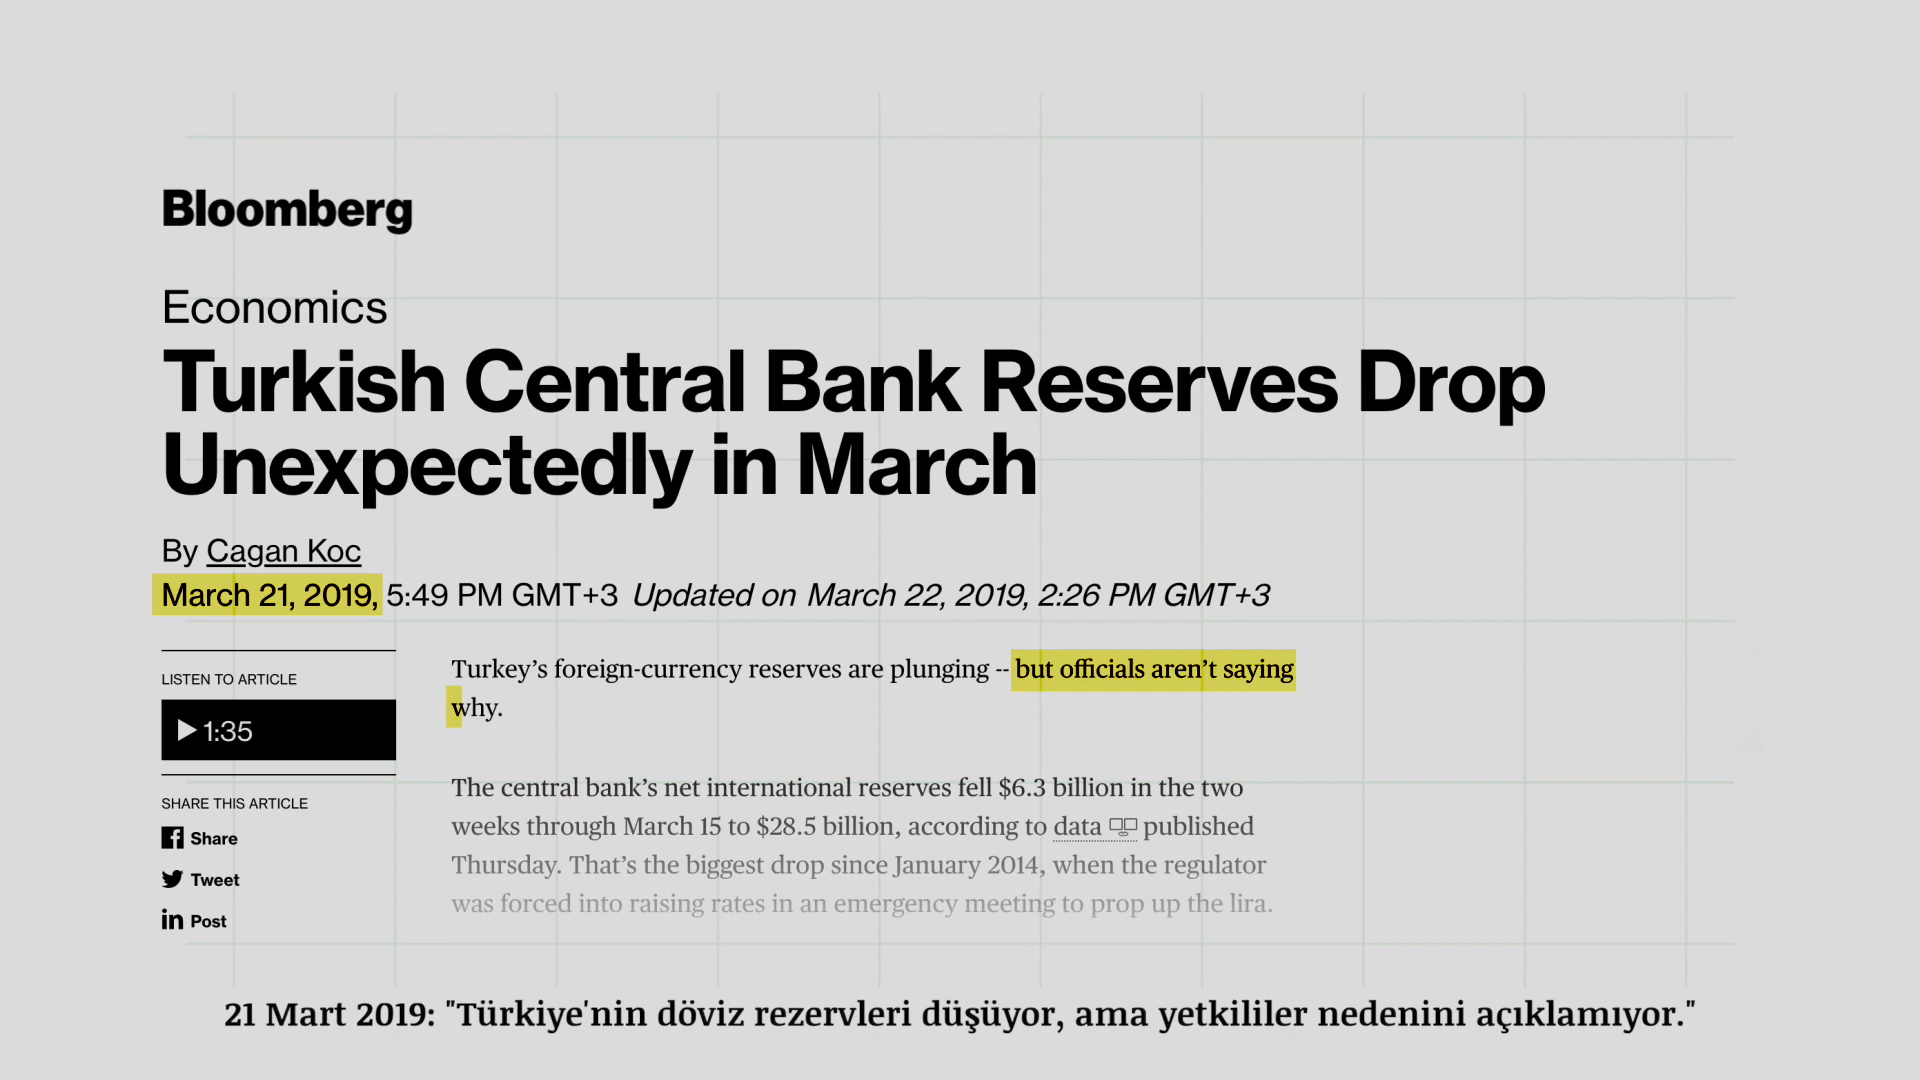 Bloomberg
Economics
Turkish Central Bank Reserves Drop
Unexpectedly in March
By Cagan Koc
March 21, 2019, 5:49 PM GMT+3 Updated on March 22, 2019, 2:26 PM GMT+3
LISTEN TO ARTICLE
1:35
SHARE THIS ARTICLE
Share
Tweet
Post
Turkey’s foreign-currency reserves are plunging -- but officials aren’t saying
why.
The central bank’s net international reserves fell $6.3 billion in the two
weeks through March 15 to $28.5 billion, according to data published
Thursday. That’s the biggest drop since January 2014, when the regulator
was forced into raising rates in an emergency meeting to prop up the lira.
21 Mart 2019: "Türkiye'nin döviz rezervleri düşüyor, ama yetkililer nedenini açıklamıyor."